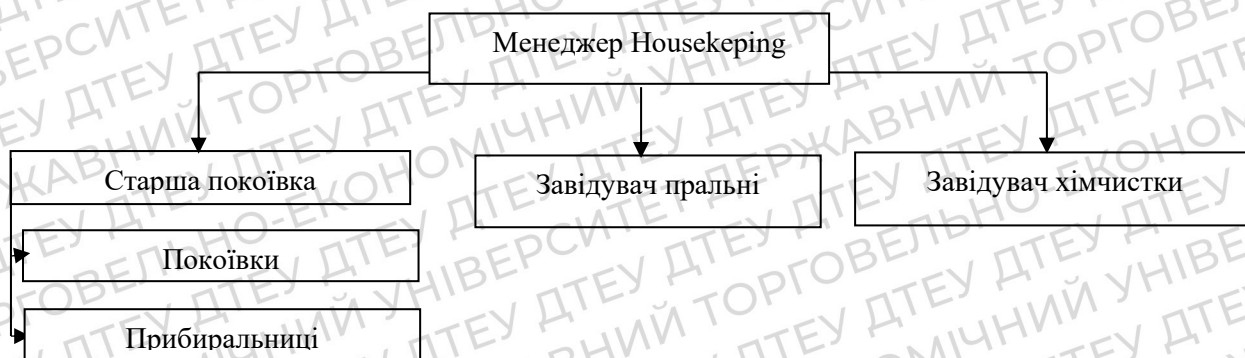 Менеджер Housekeping
Старша покоївка
Завідувач пральні
Завідувач хімчистки
Покоївки
Прибиральниці